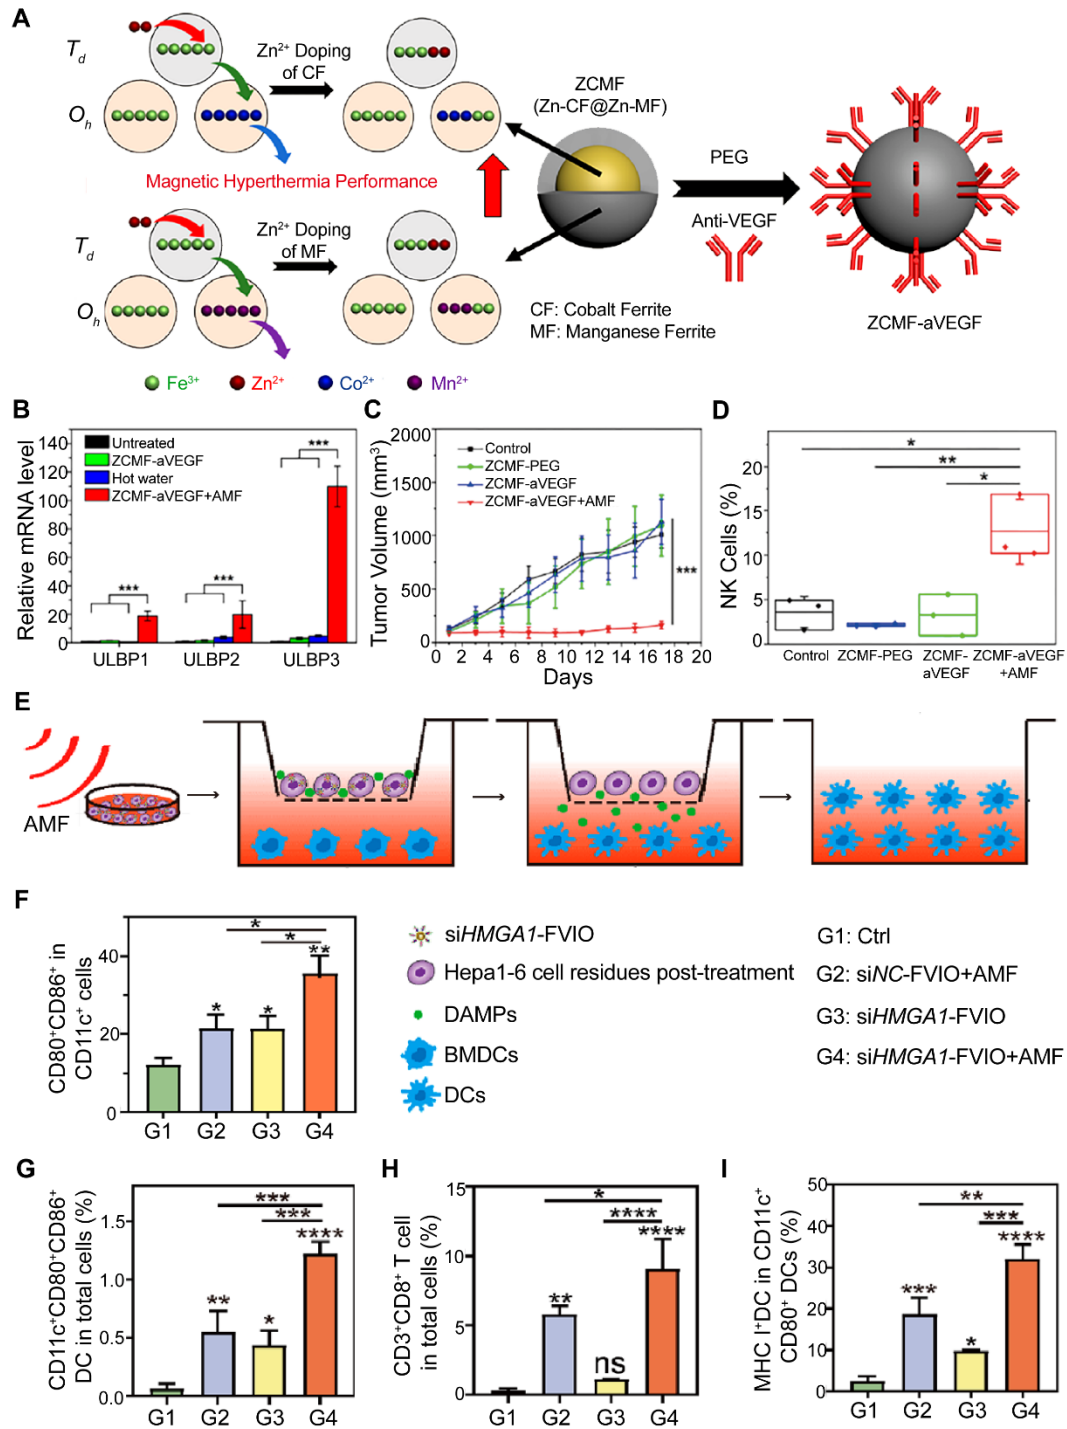 A
T_d
O_h
Zn²⁺ Doping
of CF
ZCMF
(Zn-CF@Zn-MF)
PEG
Anti-VEGF
Magnetic Hyperthermia Performance
T_d
O_h
Zn²⁺ Doping
of MF
CF: Cobalt Ferrite
MF: Manganese Ferrite
ZCMF-aVEGF
Fe³⁺
Zn²⁺
Co²⁺
Mn²⁺
B
Relative mRNA level
140
120
100
80
60
40
20
0
Untreated
ZCMF-aVEGF
Hot water
ZCMF-aVEGF+AMF
***
***
***
ULBP1
ULBP2
ULBP3
C
Tumor Volume (mm³)
2000
1500
1000
500
0
Control
ZCMF-PEG
ZCMF-aVEGF
ZCMF-aVEGF+AMF
***
0 2 4 6 8 10 12 14 16 18 20
Days
D
NK Cells (%)
20
15
10
5
0
*
**
*
Control
ZCMF-PEG
ZCMF-
aVEGF
ZCMF-aVEGF
+AMF
E
AMF
F
CD80⁺CD86⁺ in
CD11c⁺ cells
40
20
0
*
*
**
*
*
G1 G2 G3 G4
siHMGA1-FVIO
Hepa1-6 cell residues post-treatment
DAMPs
BMDCs
DCs
G1: Ctrl
G2: siNC-FVIO+AMF
G3: siHMGA1-FVIO
G4: siHMGA1-FVIO+AMF
G
CD11c⁺CD80⁺CD86⁺
DC in total cells (%)
1.5
1.0
0.5
0.0
***
***
****
**
*
G1 G2 G3 G4
H
CD3⁺CD8⁺ T cell
in total cells (%)
15
10
5
0
*
****
****
**
ns
G1 G2 G3 G4
I
MHC I⁺DC in CD11c⁺
CD80⁺ DCs (%)
50
40
30
20
10
0
**
***
****
***
*
G1 G2 G3 G4